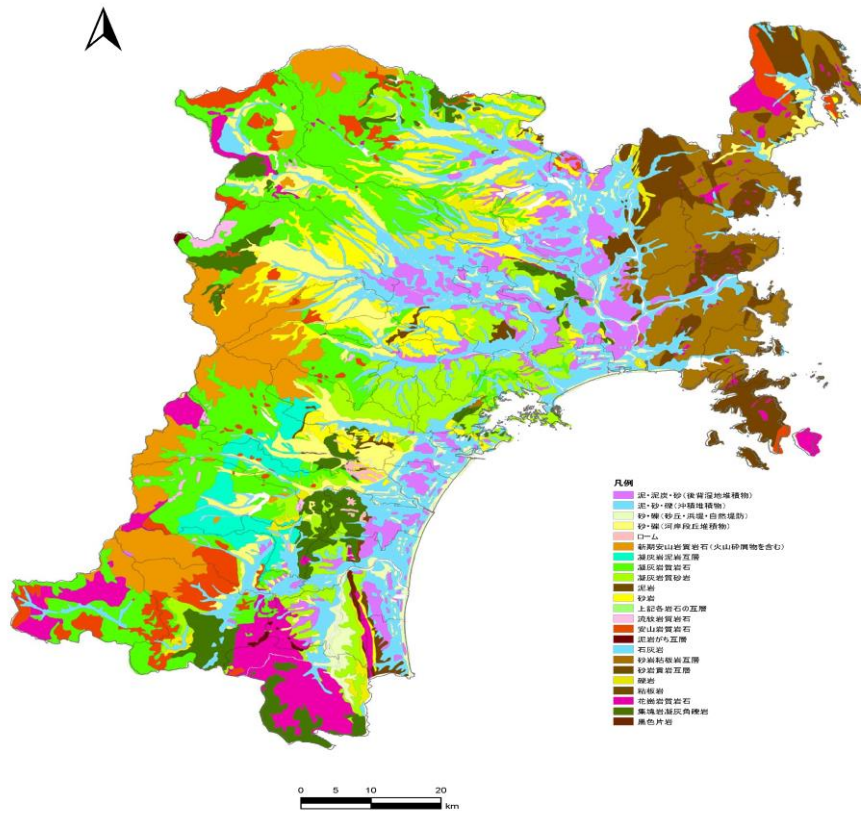 凡例
泥・泥炭・砂(後背湿地堆積物)
泥・砂・礫(沖積堆積物)
砂・礫(砂丘・浜堤・自然堤防)
砂・礫(河岸段丘堆積物)
ローム
新期安山岩質岩石(火山砕屑物を含む)
凝灰岩泥岩互層
凝灰岩質岩石
凝灰岩質砂岩
泥岩
砂岩
上記各岩石の互層
流紋岩質岩石
安山岩質岩石
泥岩がち互層
石灰岩
砂岩粘板岩互層
砂岩頁岩互層
礫岩
粘板岩
花崗岩質岩石
集塊岩凝灰角礫岩
黒色片岩
0 5 10 20
km